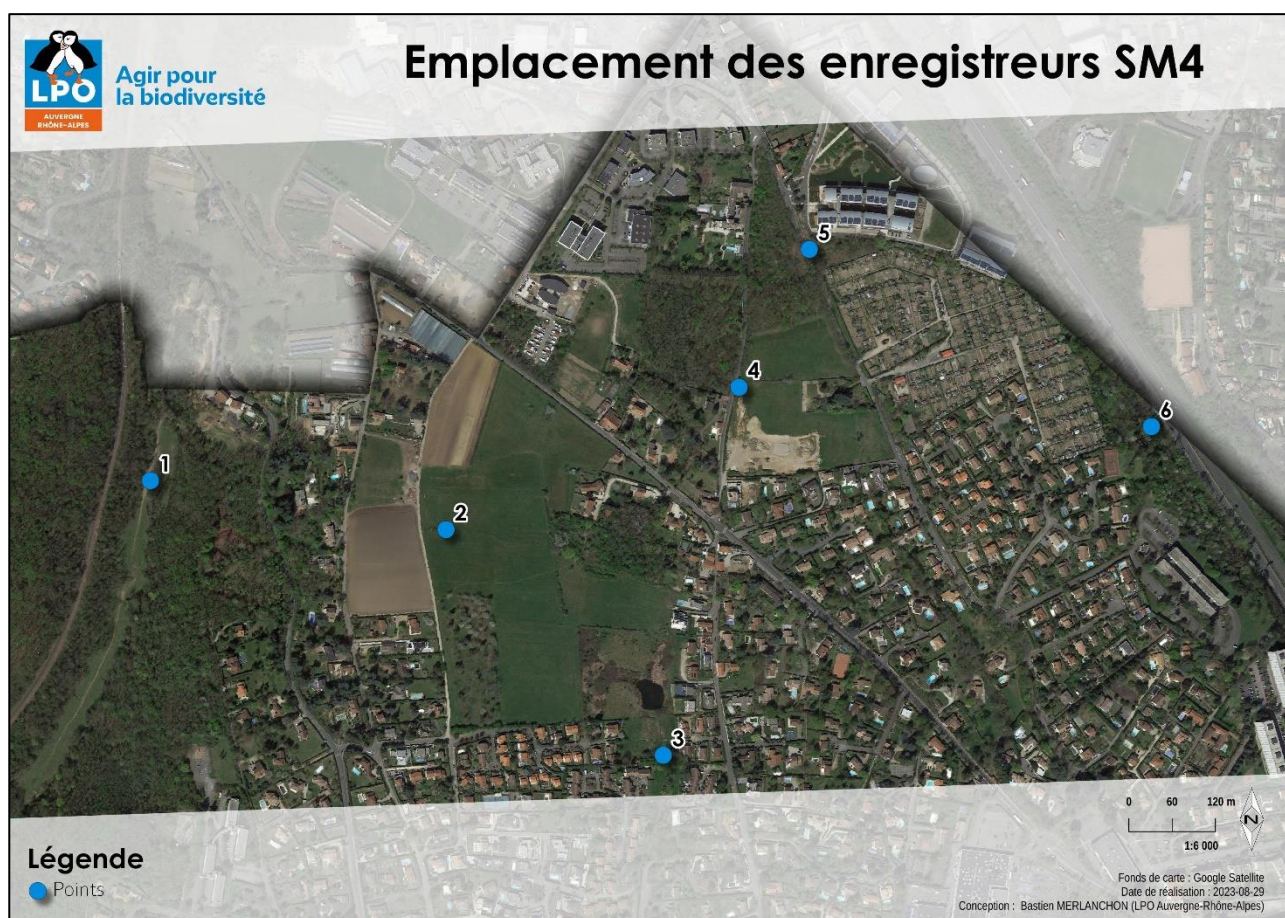 Emplacement des enregistreurs SM4
LPO
AUVERGNE
RHÔNE-ALPES
Agir pour
la biodiversité
5
4
6
1
2
3
0 60 120 m
1:6 000
N
Légende
Points
Fonds de carte : Google Satellite
Date de réalisation : 2023-08-29
Conception : Bastien MERLANCHON (LPO Auvergne-Rhône-Alpes)